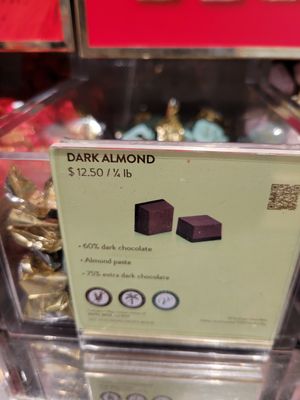 DARK ALMOND
$ 12.50 / ¼ lb
• 60% dark chocolate
• Almond paste
• 75% extra dark chocolate